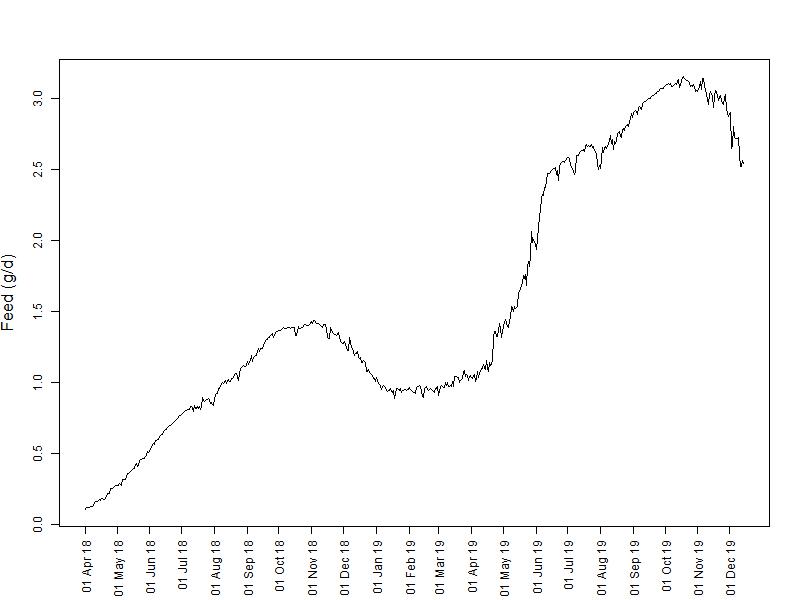 Feed (g/d)
3.0
2.5
2.0
1.5
1.0
0.5
0.0
01 Apr 18
01 May 18
01 Jun 18
01 Jul 18
01 Aug 18
01 Sep 18
01 Oct 18
01 Nov 18
01 Dec 18
01 Jan 19
01 Feb 19
01 Mar 19
01 Apr 19
01 May 19
01 Jun 19
01 Jul 19
01 Aug 19
01 Sep 19
01 Oct 19
01 Nov 19
01 Dec 19